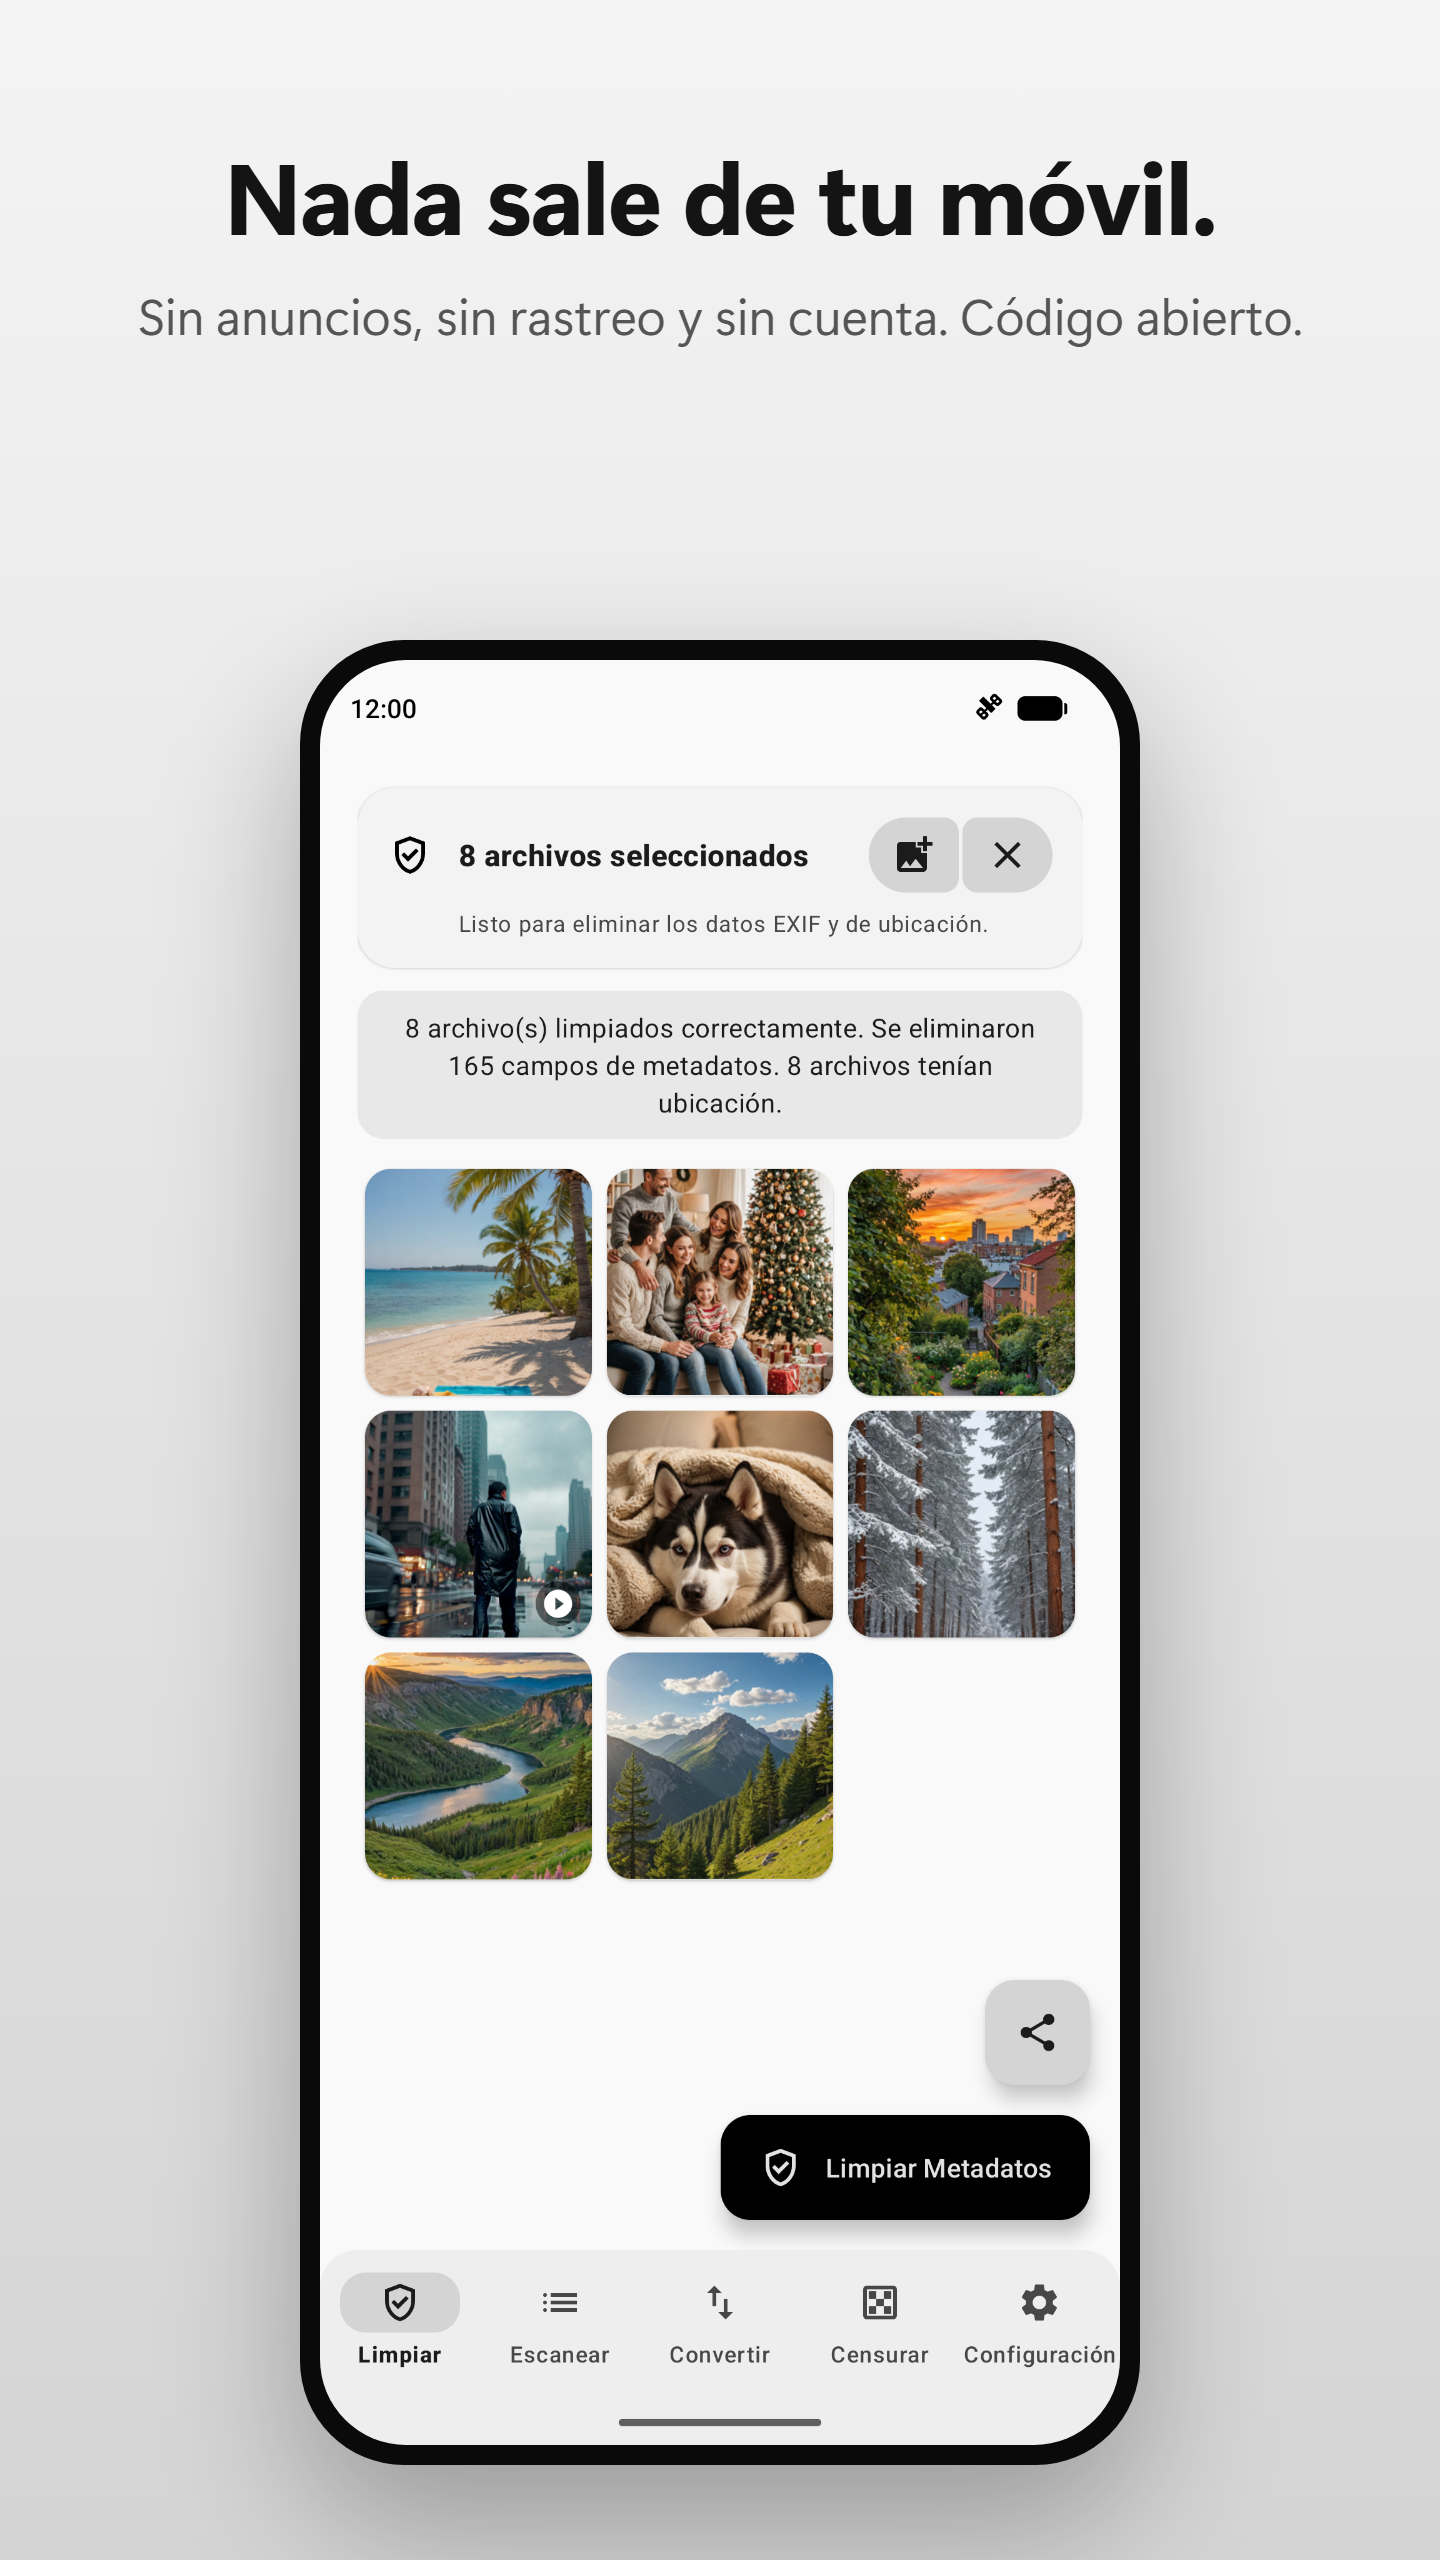 Nada sale de tu móvil.
Sin anuncios, sin rastreo y sin cuenta. Código abierto.
12:00
8 archivos seleccionados
Listo para eliminar los datos EXIF y de ubicación.
8 archivo(s) limpiados correctamente. Se eliminaron
165 campos de metadatos. 8 archivos tenían
ubicación.
Limpiar Metadatos
Limpiar
Escanear
Convertir
Censurar
Configuración